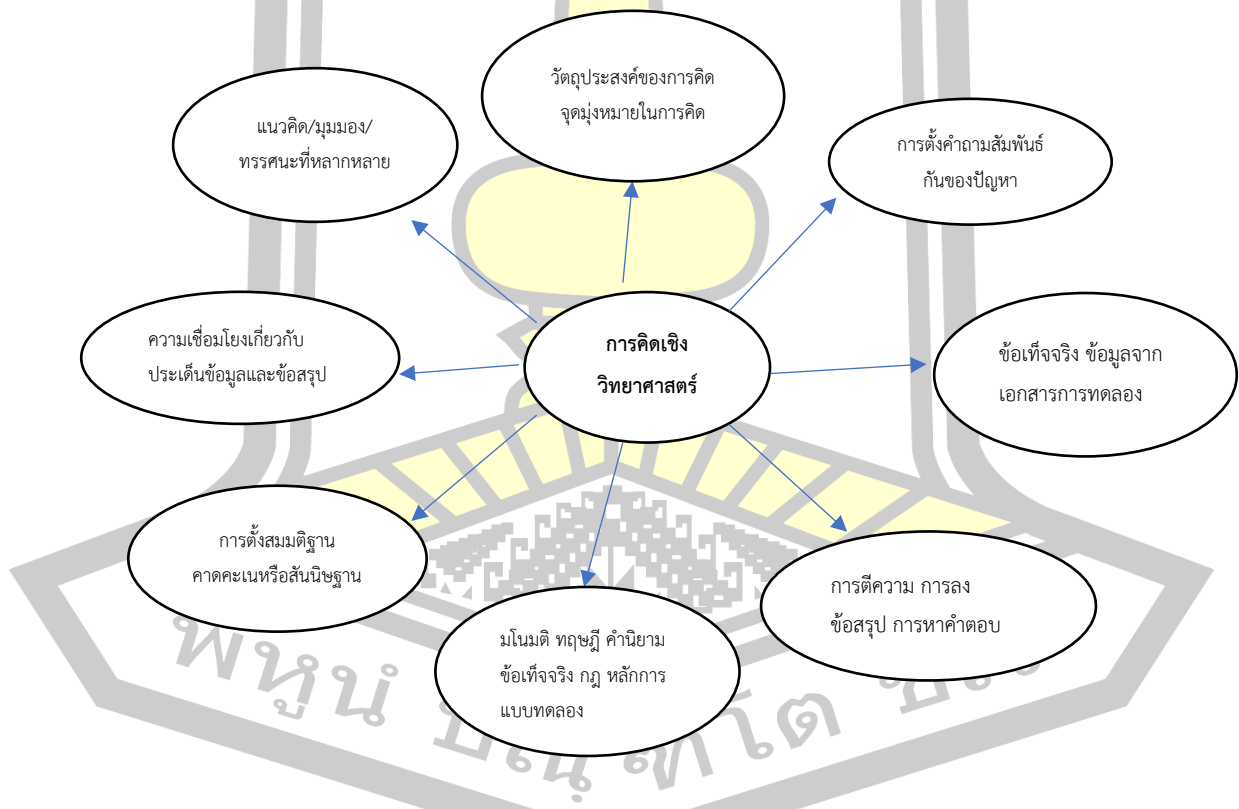 วัตถุประสงค์ของการคิด
จุดมุ่งหมายในการคิด
แนวคิด/มุมมอง/
ทรรศนะที่หลากหลาย
การตั้งคำถามสัมพันธ์
กันของปัญหา
ความเชื่อมโยงเกี่ยวกับ
ประเด็นข้อมูลและข้อสรุป
การคิดเชิง
วิทยาศาสตร์
ข้อเท็จจริง ข้อมูลจาก
เอกสารการทดลอง
การตั้งสมมติฐาน
คาดคะเนหรือสันนิษฐาน
การตีความ การลง
ข้อสรุป การหาคำตอบ
มโนมติ ทฤษฎี คำนิยาม
ข้อเท็จจริง กฎ หลักการ
แบบทดลอง
พหูนํ